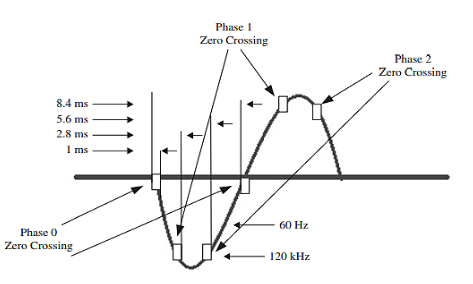 Phase 1
Zero Crossing
Phase 2
Zero Crossing
8.4 ms
5.6 ms
2.8 ms
1 ms
Phase 0
Zero Crossing
60 Hz
120 kHz